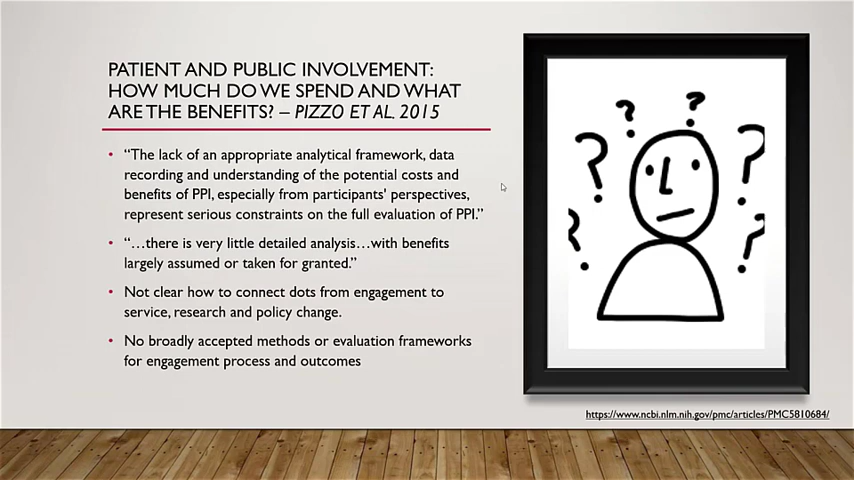 PATIENT AND PUBLIC INVOLVEMENT:
HOW MUCH DO WE SPEND AND WHAT
ARE THE BENEFITS? – PIZZO ET AL. 2015
• “The lack of an appropriate analytical framework, data
recording and understanding of the potential costs and
benefits of PPI, especially from participants' perspectives,
represent serious constraints on the full evaluation of PPI.”
• “…there is very little detailed analysis…with benefits
largely assumed or taken for granted.”
• Not clear how to connect dots from engagement to
service, research and policy change.
• No broadly accepted methods or evaluation frameworks
for engagement process and outcomes
? ?
? ?
? ?
https://www.ncbi.nlm.nih.gov/pmc/articles/PMC5810684/